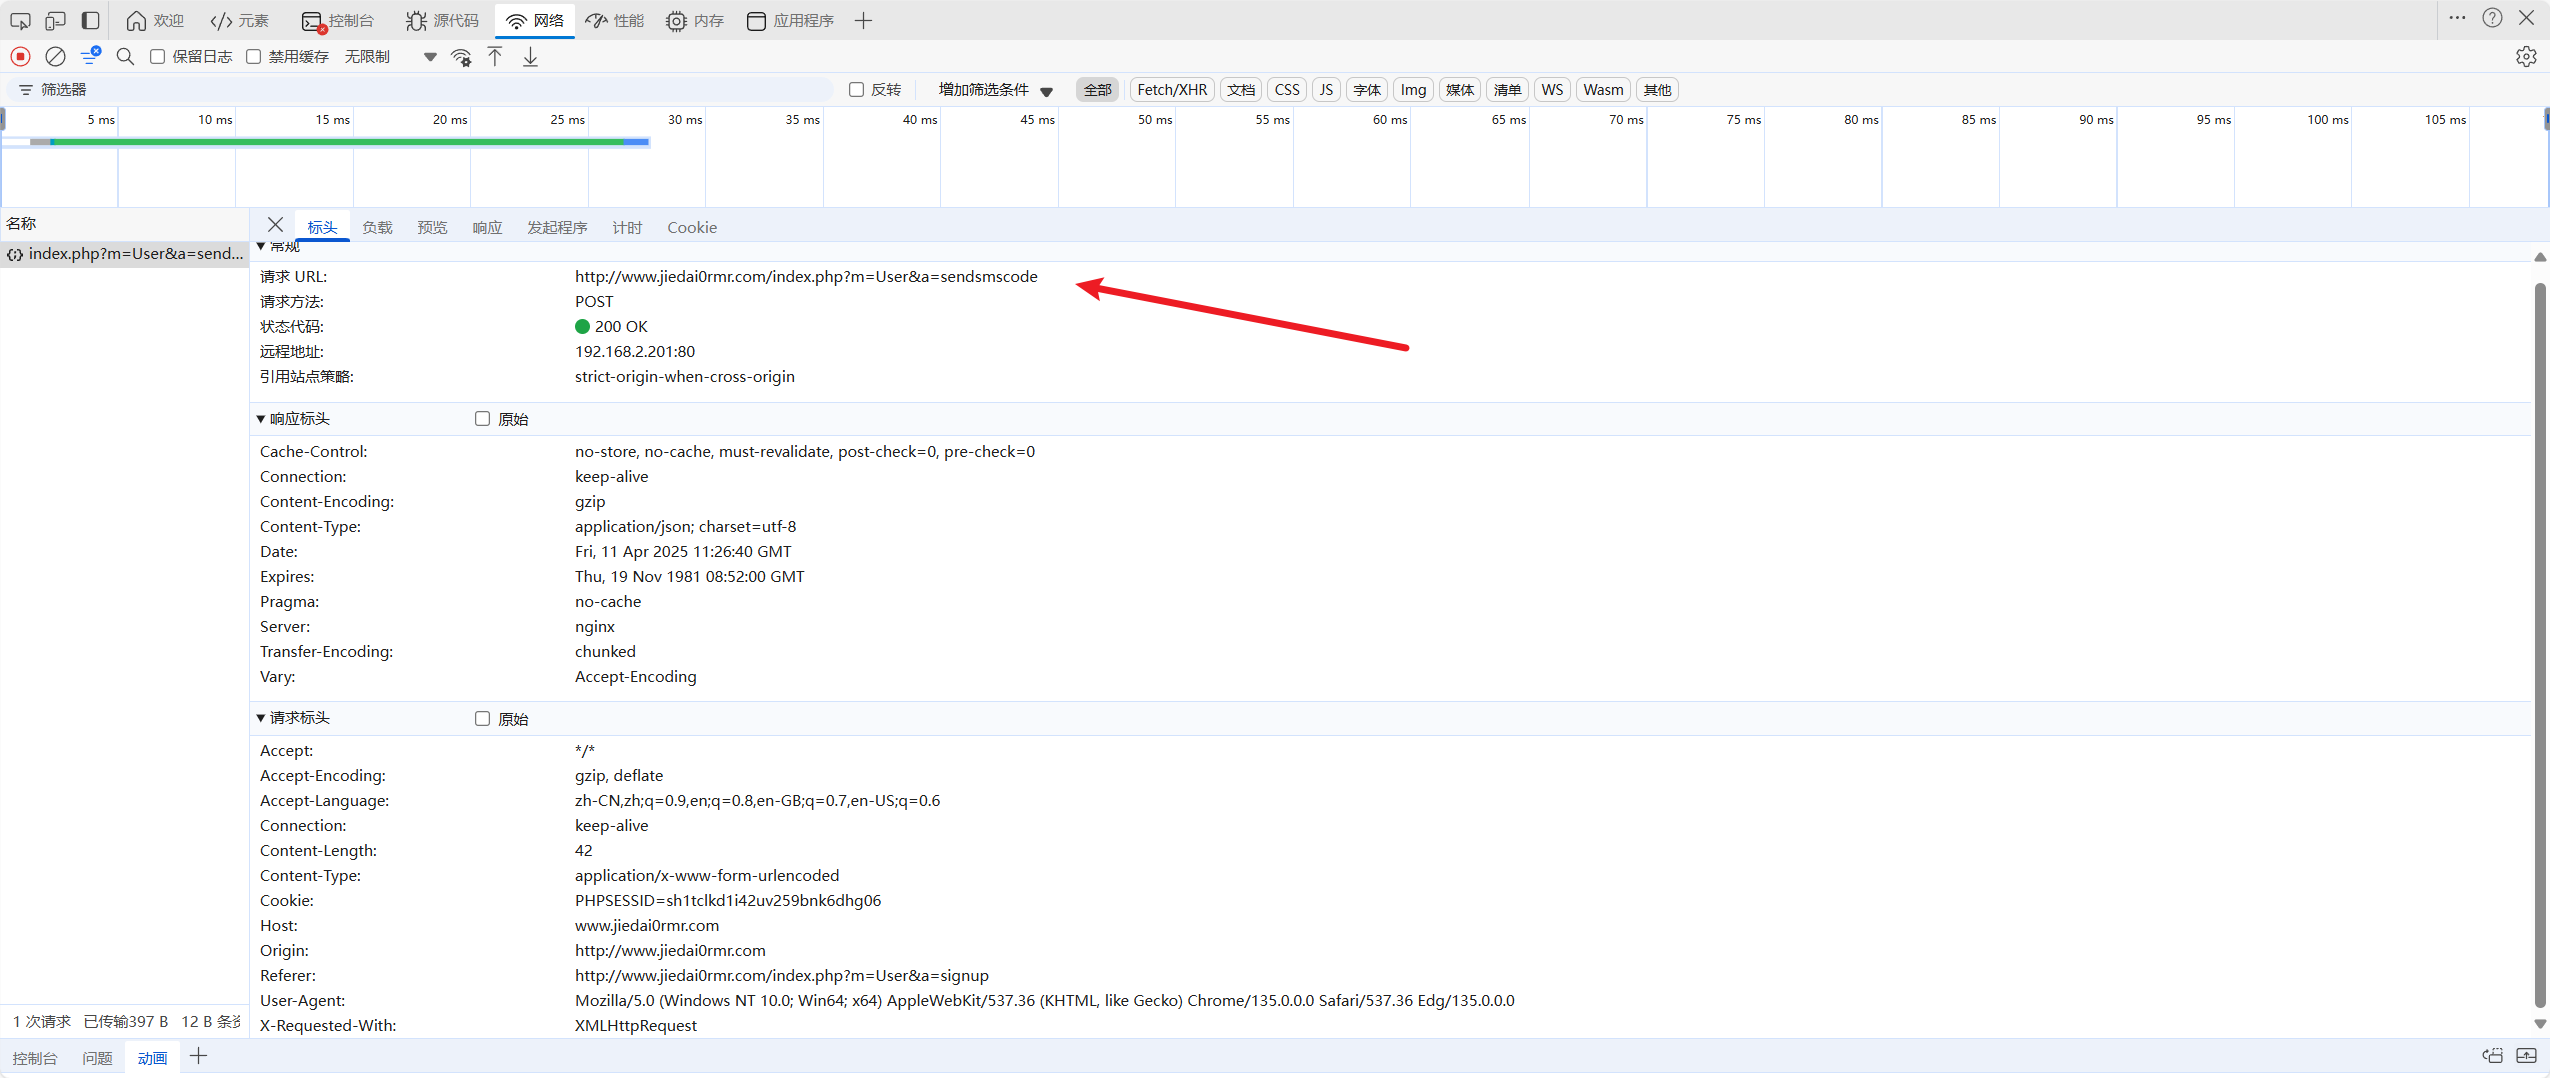 欢迎 元素 控制台 源代码 网络 性能 内存 应用程序
保留日志 禁用缓存 无限制
筛选器 反转 增加筛选条件 全部 Fetch/XHR 文档 CSS JS 字体 Img 媒体 清单 WS Wasm 其他
5 ms 10 ms 15 ms 20 ms 25 ms 30 ms 35 ms 40 ms 45 ms 50 ms 55 ms 60 ms 65 ms 70 ms 75 ms 80 ms 85 ms 90 ms 95 ms 100 ms 105 ms
名称
index.php?m=User&a=send...
标头 负载 预览 响应 发起程序 计时 Cookie
常规
请求 URL: http://www.jiedai0rmr.com/index.php?m=User&a=sendsmscode
请求方法: POST
状态代码: 200 OK
远程地址: 192.168.2.201:80
引用站点策略: strict-origin-when-cross-origin
响应标头 原始
Cache-Control: no-store, no-cache, must-revalidate, post-check=0, pre-check=0
Connection: keep-alive
Content-Encoding: gzip
Content-Type: application/json; charset=utf-8
Date: Fri, 11 Apr 2025 11:26:40 GMT
Expires: Thu, 19 Nov 1981 08:52:00 GMT
Pragma: no-cache
Server: nginx
Transfer-Encoding: chunked
Vary: Accept-Encoding
请求标头 原始
Accept: */*
Accept-Encoding: gzip, deflate
Accept-Language: zh-CN,zh;q=0.9,en;q=0.8,en-GB;q=0.7,en-US;q=0.6
Connection: keep-alive
Content-Length: 42
Content-Type: application/x-www-form-urlencoded
Cookie: PHPSESSID=sh1tclkd1i42uv259bnk6dhg06
Host: www.jiedai0rmr.com
Origin: http://www.jiedai0rmr.com
Referer: http://www.jiedai0rmr.com/index.php?m=User&a=signup
User-Agent: Mozilla/5.0 (Windows NT 10.0; Win64; x64) AppleWebKit/537.36 (KHTML, like Gecko) Chrome/135.0.0.0 Safari/537.36 Edg/135.0.0.0
X-Requested-With: XMLHttpRequest
1 次请求 已传输397 B 12 B 条
控制台 问题 动画